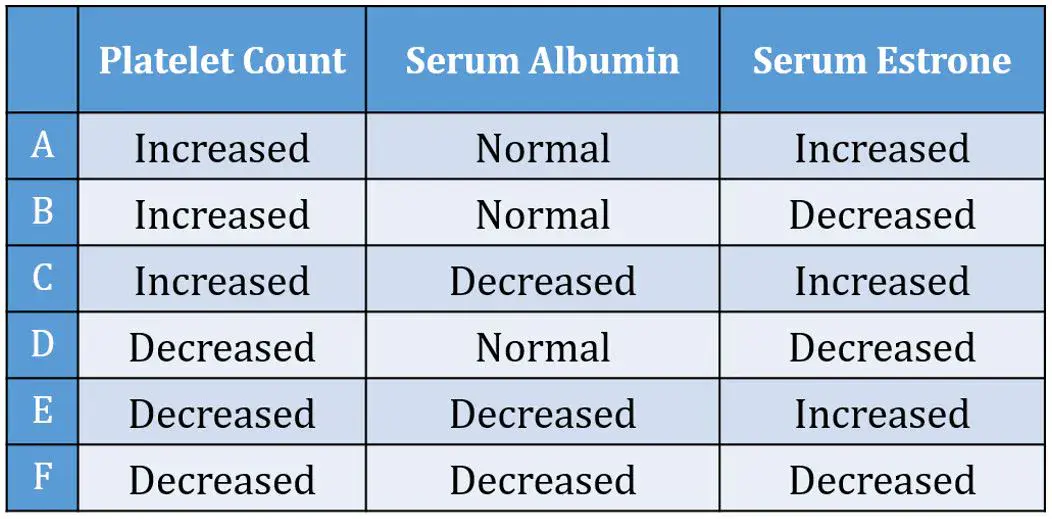 Platelet Count Serum Albumin Serum Estrone
A Increased Normal Increased
B Increased Normal Decreased
C Increased Decreased Increased
D Decreased Normal Decreased
E Decreased Decreased Increased
F Decreased Decreased Decreased